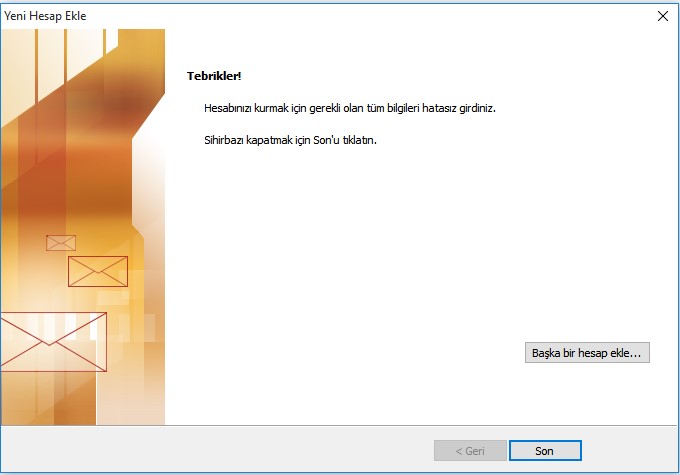 Yeni Hesap Ekle
Tebrikler!
Hesabınızı kurmak için gerekli olan tüm bilgileri hatasız girdiniz.
Sihirbazı kapatmak için Son'u tıklatın.
Başka bir hesap ekle...
< Geri
Son